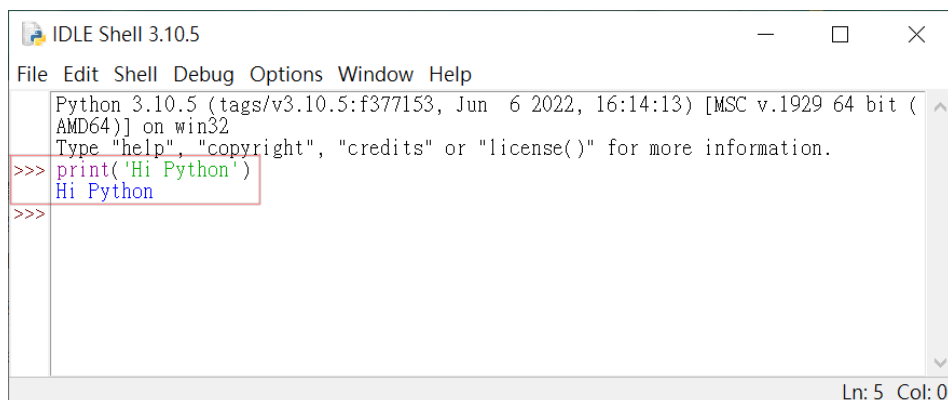 IDLE Shell 3.10.5
File Edit Shell Debug Options Window Help
Python 3.10.5 (tags/v3.10.5:f377153, Jun  6 2022, 16:14:13) [MSC v.1929 64 bit (
AMD64)] on win32
Type "help", "copyright", "credits" or "license()" for more information.
>>> print('Hi Python')
Hi Python
>>>
Ln: 5 Col: 0